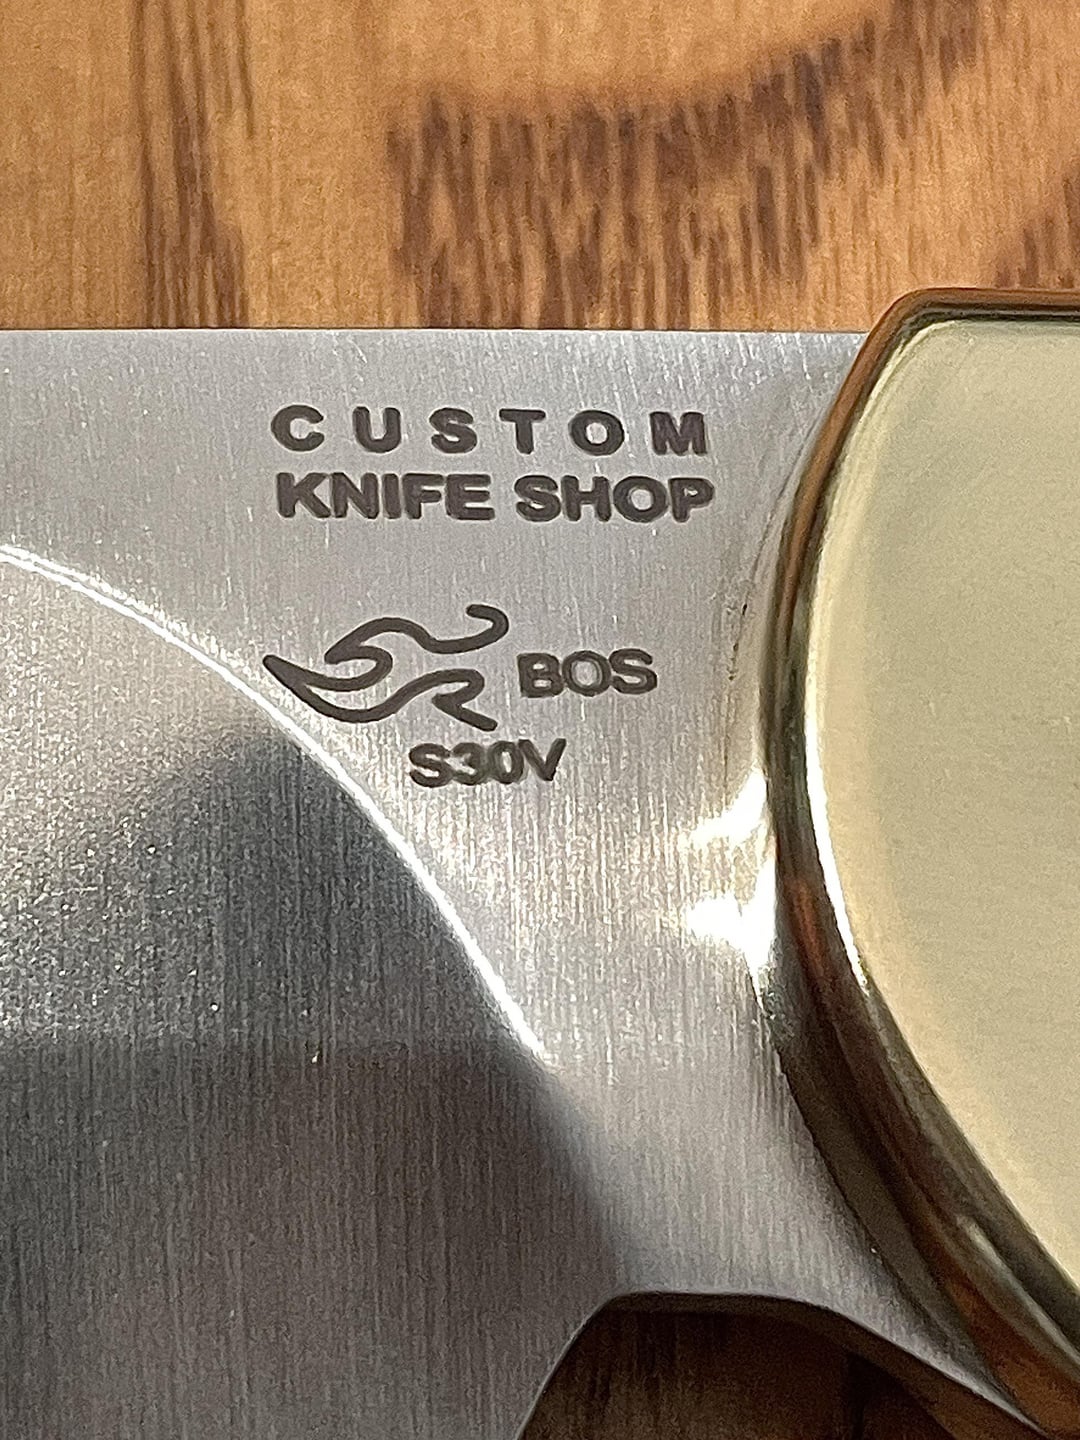 CUSTOM
KNIFE SHOP
BOS
S30V